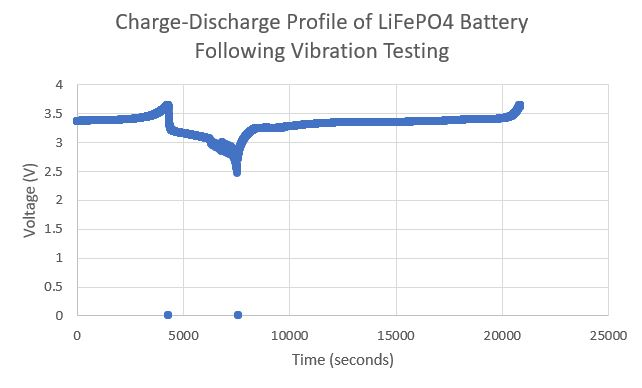 Charge-Discharge Profile of LiFePO4 Battery
Following Vibration Testing
4
3.5
3
2.5
2
1.5
1
0.5
0
Voltage (V)
0 5000 10000 15000 20000 25000
Time (seconds)